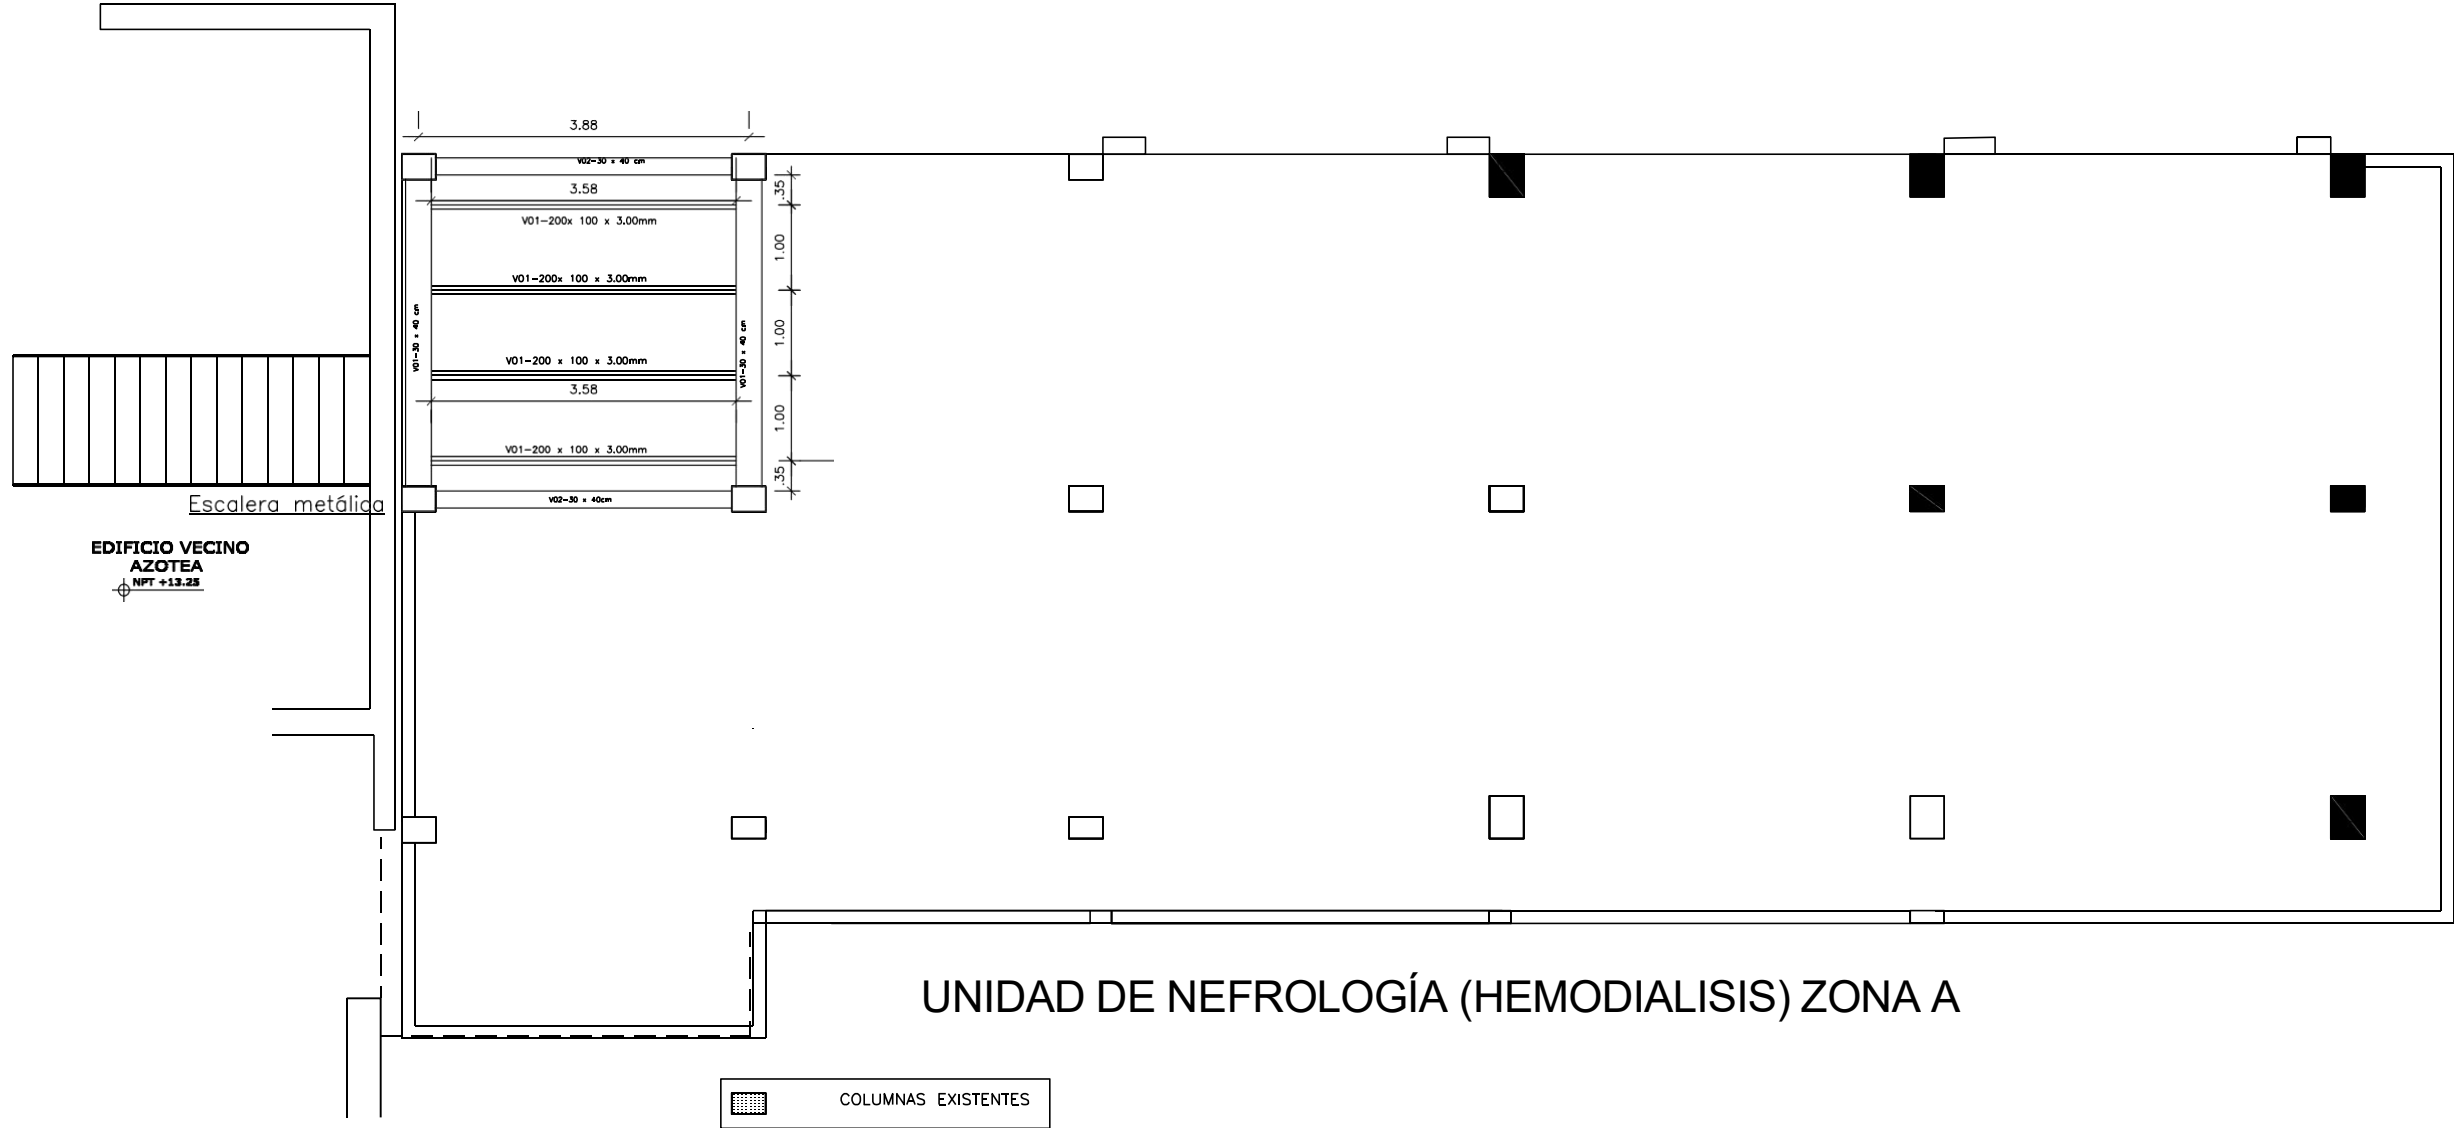 3.88
V02-30 x 40 cm
3.58
.35
V01-200x 100 x 3.00mm
1.00
V01-200x 100 x 3.00mm
V01-30 x 40 cm
V01-30 x 40 cm
1.00
V01-200 x 100 x 3.00mm
3.58
1.00
V01-200 x 100 x 3.00mm
.35
V02-30 x 40cm
Escalera metálica
EDIFICIO VECINO
AZOTEA
NPT +13.25
UNIDAD DE NEFROLOGÍA (HEMODIALISIS) ZONA A
COLUMNAS EXISTENTES